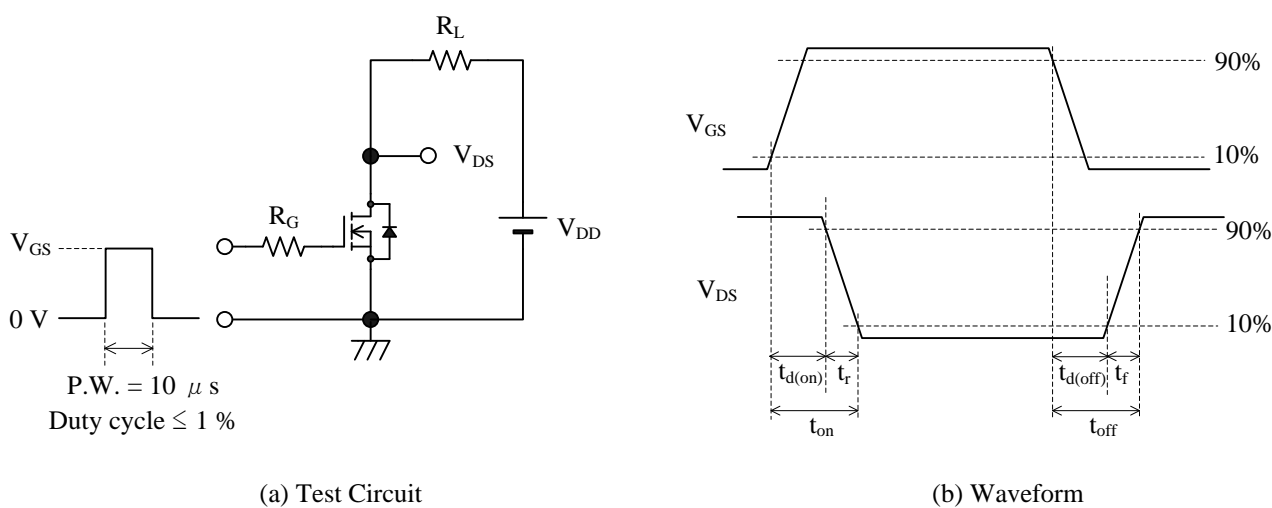 R_L
V_DS
R_G
V_DD
V_GS
0 V
P.W. = 10 μ s
Duty cycle ≤ 1 %
(a) Test Circuit
90%
V_GS
10%
90%
V_DS
10%
t_d(on) t_r t_d(off) t_f
t_on t_off
(b) Waveform